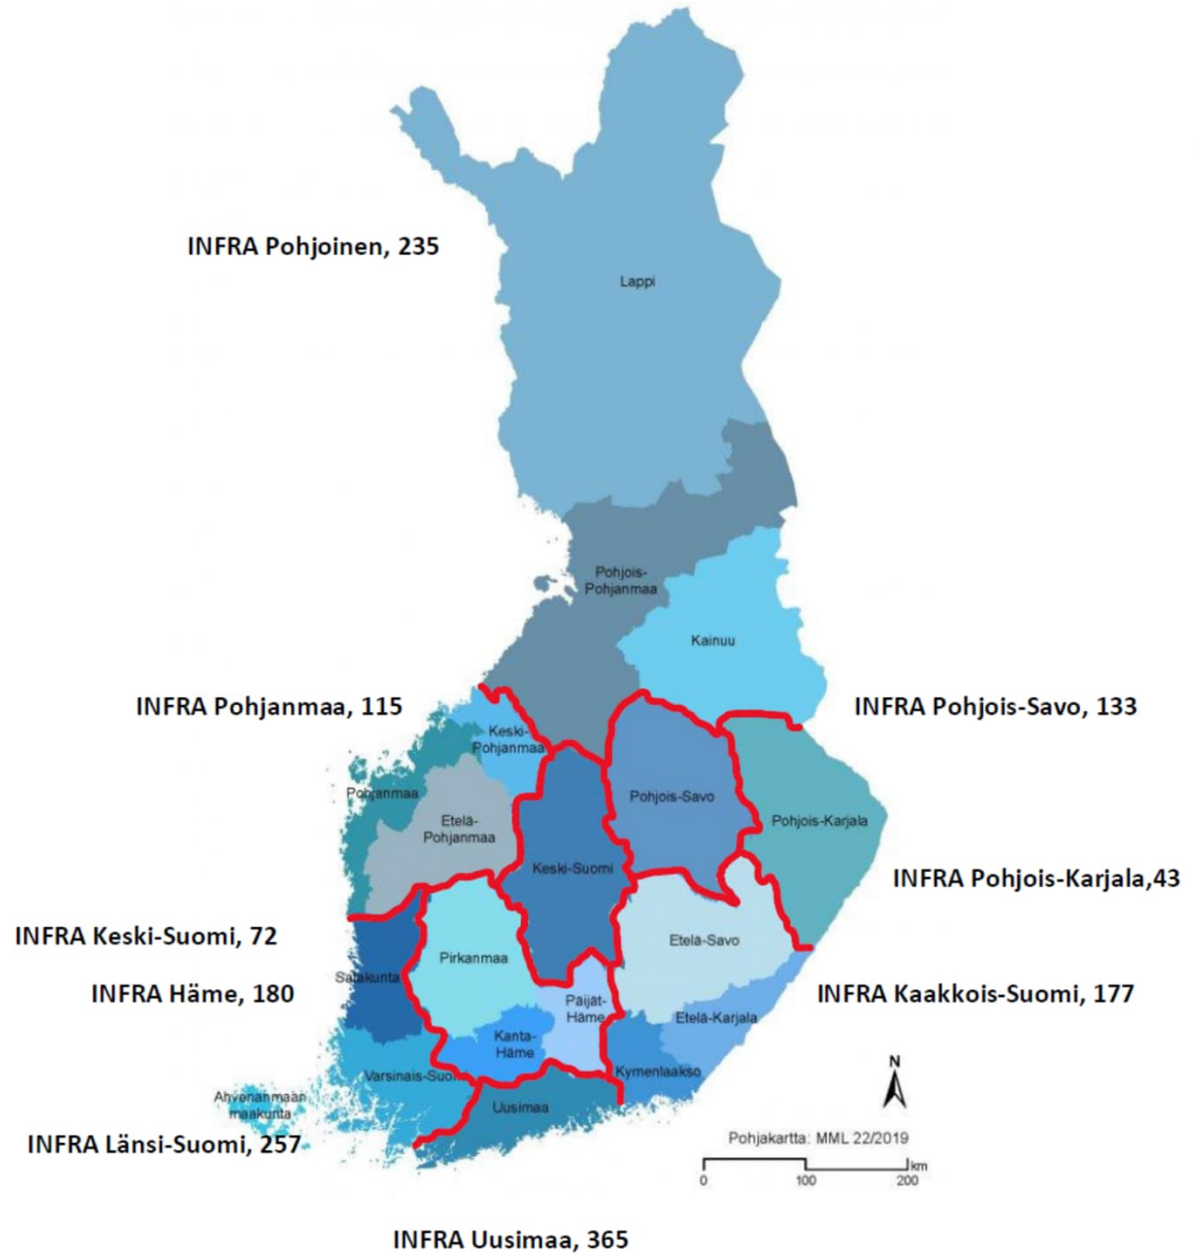 INFRA Pohjoinen, 235
Lappi
Pohjois-
Pohjanmaa
Kainuu
INFRA Pohjanmaa, 115
INFRA Pohjois-Savo, 133
Keski-
Pohjanmaa
Pohjanmaa
Etelä-
Pohjanmaa
Pohjois-Savo
Pohjois-Karjala
Keski-Suomi
INFRA Pohjois-Karjala,43
INFRA Keski-Suomi, 72
Etelä-Savo
Pirkanmaa
Satakunta
INFRA Häme, 180
INFRA Kaakkois-Suomi, 177
Päijät-
Häme
Etelä-Karjala
Kanta-
Häme
Kymenlaakso
Varsinais-Suomi
Ahvenanmaan
maakunta
Uusimaa
N
INFRA Länsi-Suomi, 257
Pohjakartta: MML 22/2019
km
0 100 200
INFRA Uusimaa, 365